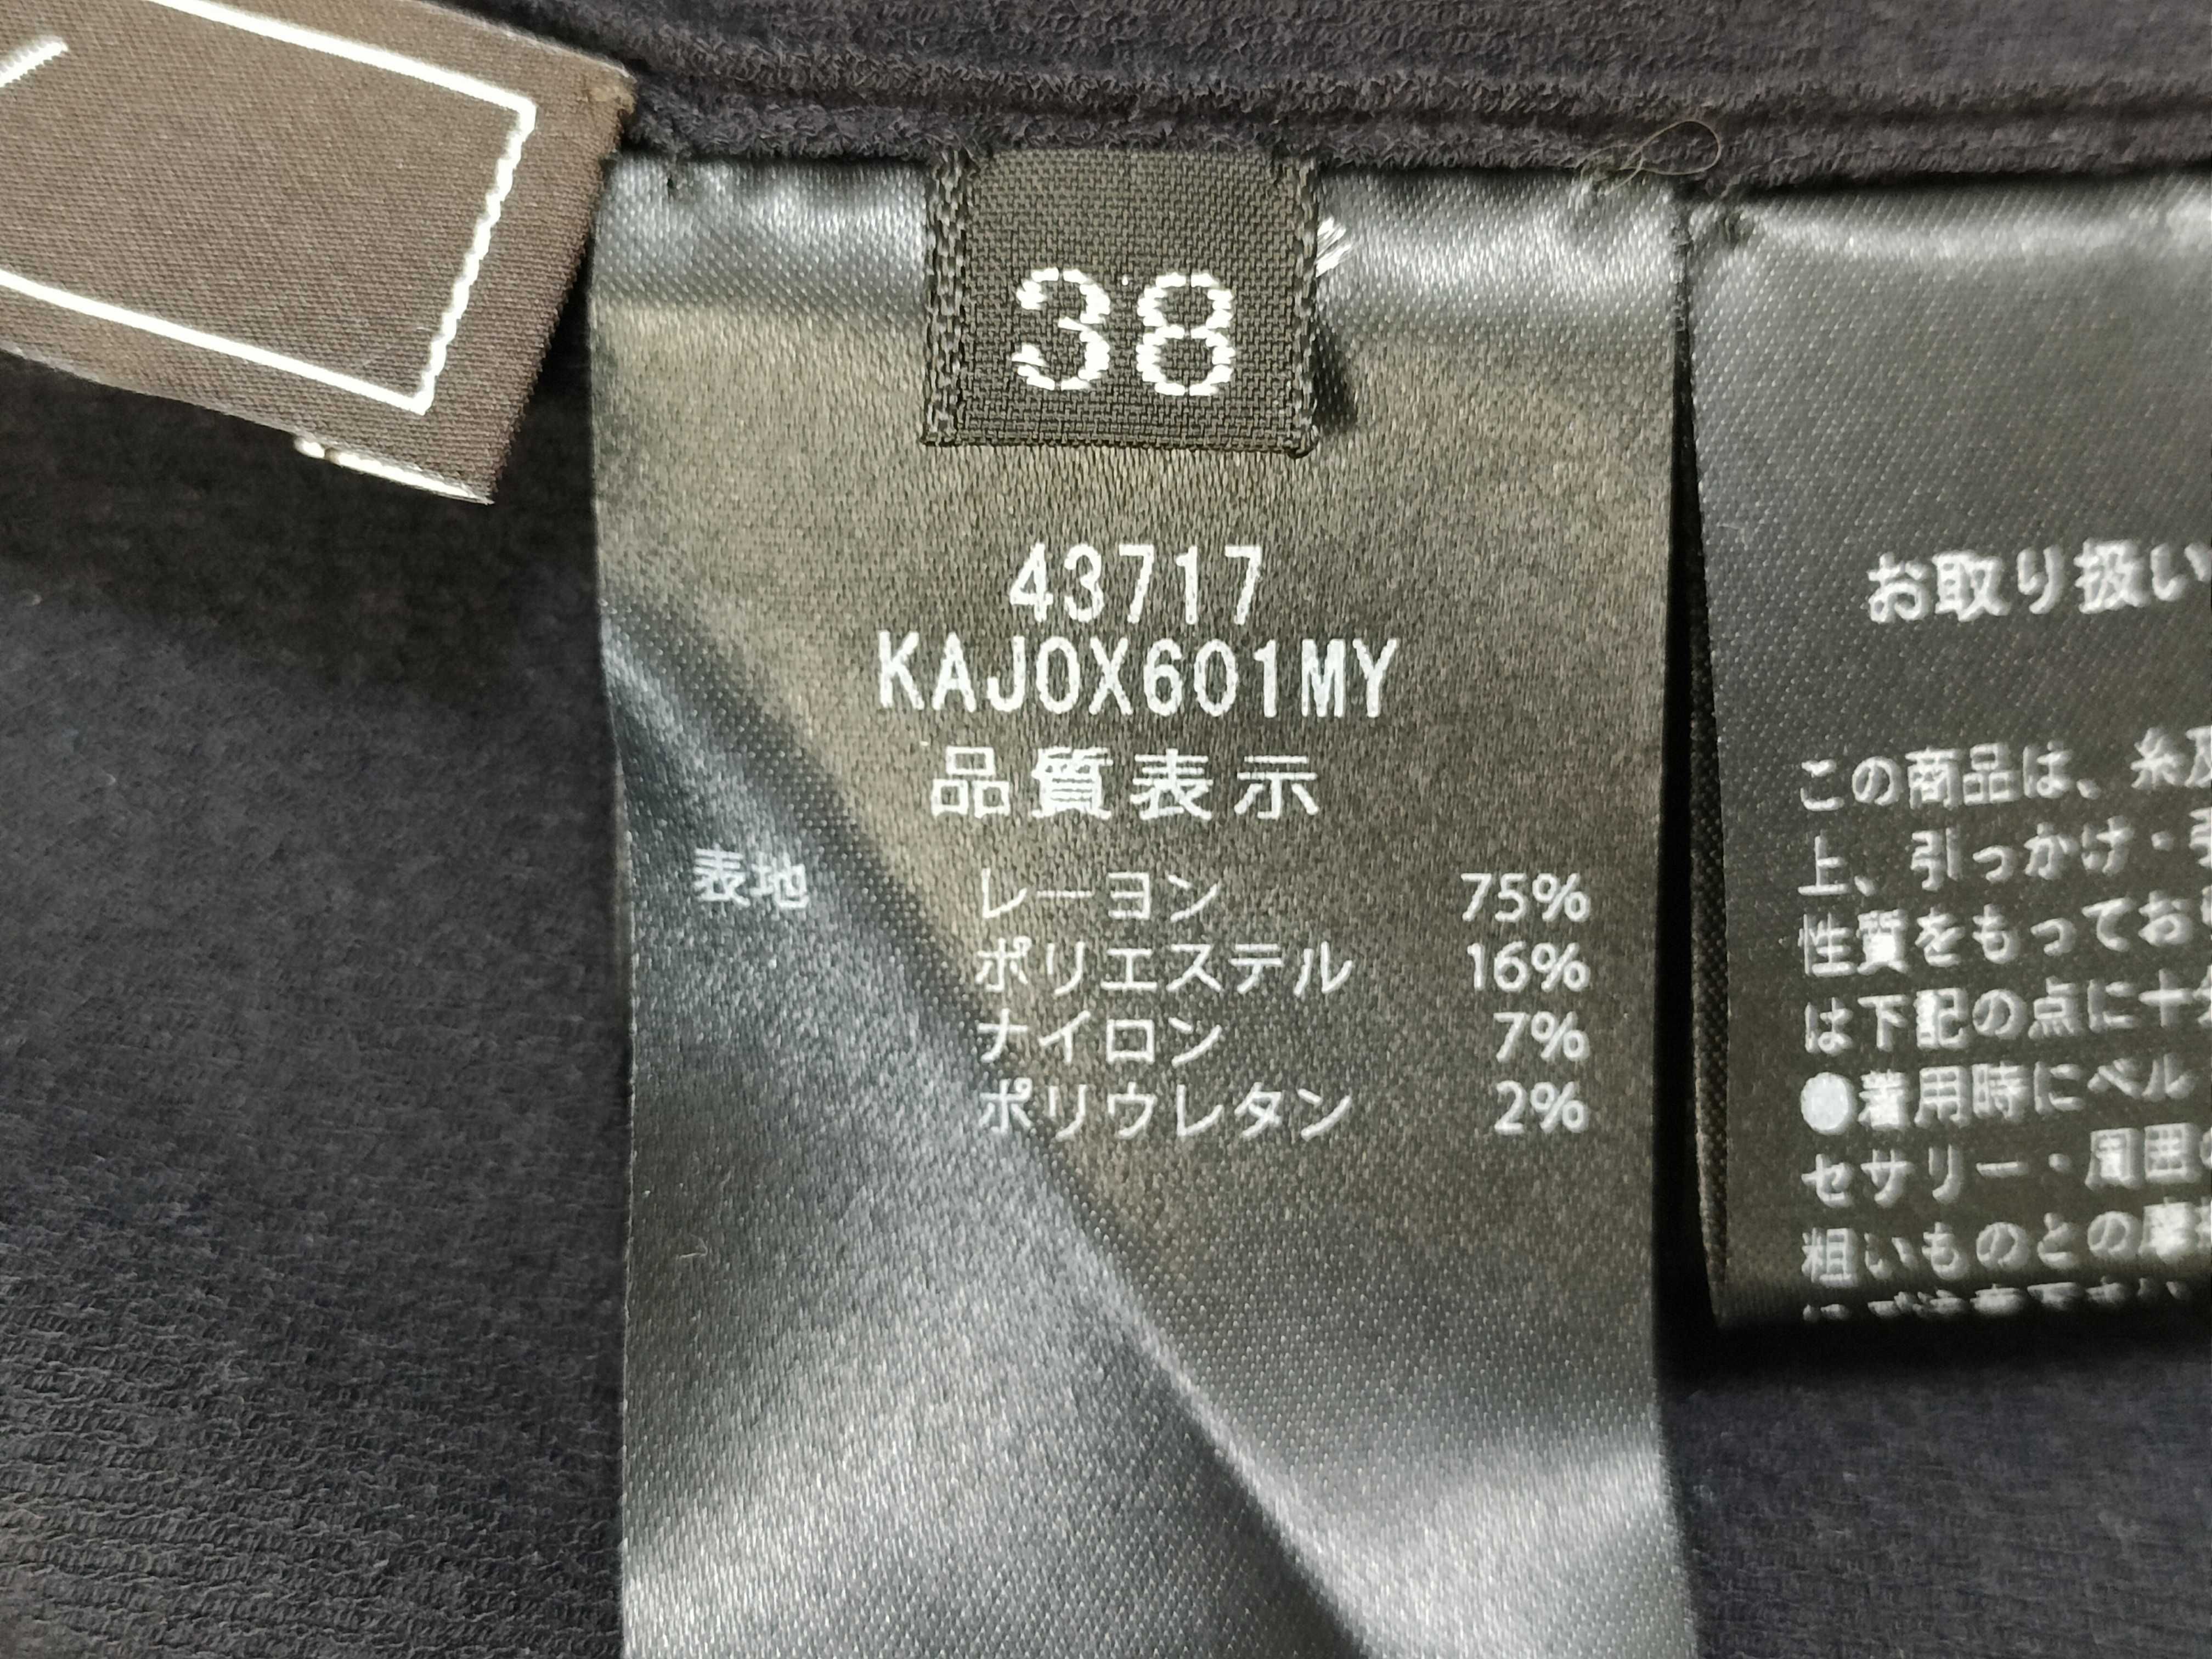 38
43717
KAJ0X601MY
品質表示
表地 レーヨン 75%
ポリエステル 16%
ナイロン 7%
ポリウレタン 2%
お取り扱い
この商品は、糸
上、引っかけ・
性質をもってお
は下記の点に十
●着用時にベル
セサリー・周囲
粗いものとの摩